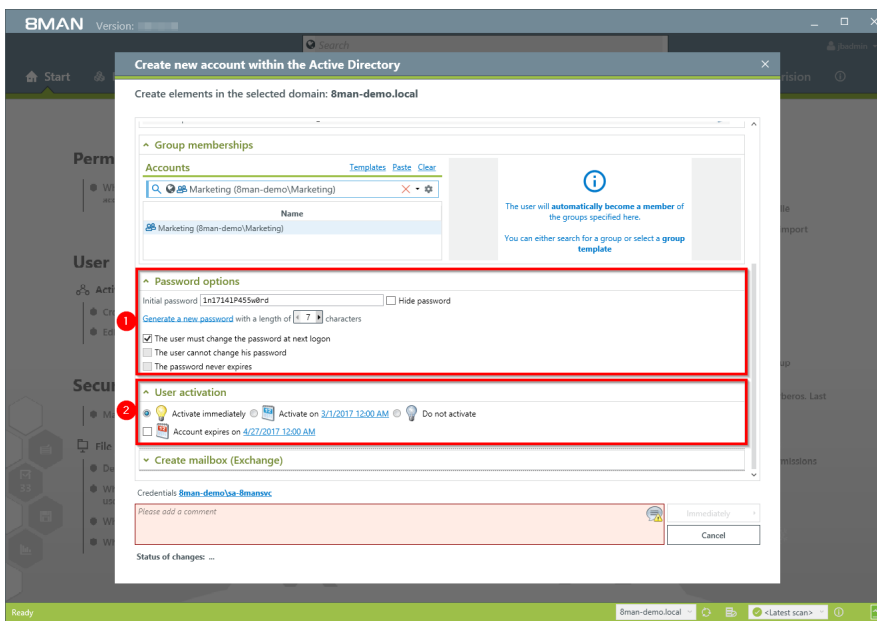 8MAN Version:
Search
jbadmin
Start
Create new account within the Active Directory
Create elements in the selected domain: 8man-demo.local
Group memberships
Accounts Templates Paste Clear
Marketing (8man-demo\Marketing)
Name
Marketing (8man-demo\Marketing)
The user will automatically become a member of
the groups specified here.
You can either search for a group or select a group
template
1
Password options
Initial password 1n17141P455w0rd Hide password
Generate a new password with a length of 7 characters
The user must change the password at next logon
The user cannot change his password
The password never expires
2
User activation
Activate immediately Activate on 3/1/2017 12:00 AM Do not activate
Account expires on 4/27/2017 12:00 AM
Create mailbox (Exchange)
Credentials 8man-demo\sa-8mansvc
Please add a comment
Immediately
Cancel
Status of changes: ...
Perm
User
Acti
Secur
File
Ready 8man-demo.local <Latest scan>